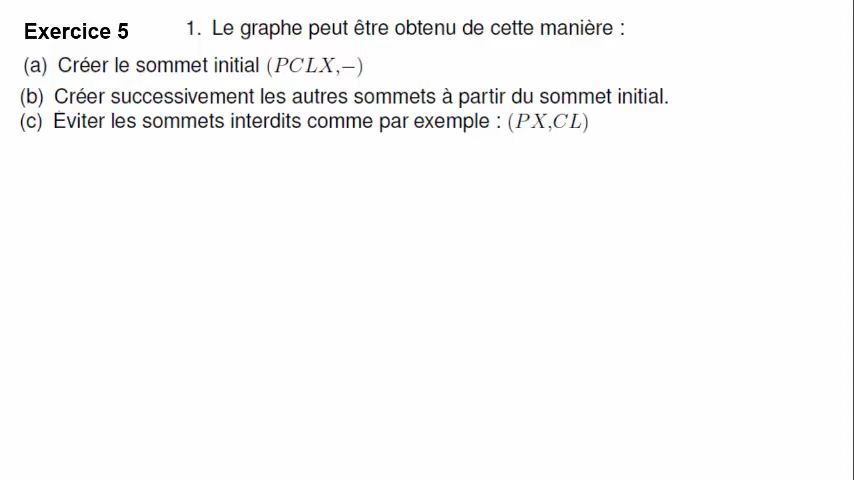 Exercice 5 1. Le graphe peut être obtenu de cette manière :
(a) Créer le sommet initial (PCLX,−)
(b) Créer successivement les autres sommets à partir du sommet initial.
(c) Éviter les sommets interdits comme par exemple : (PX,CL)